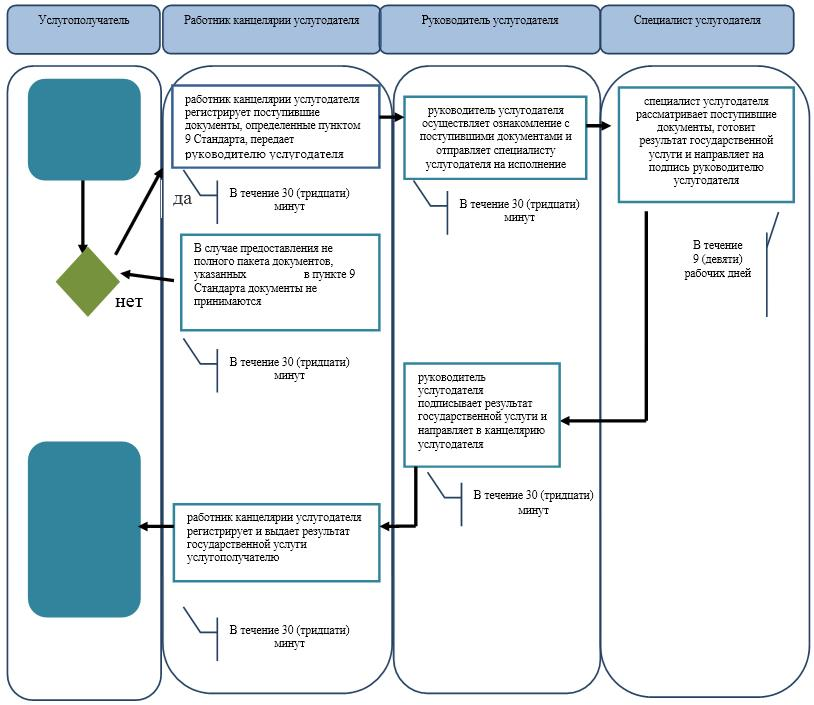 Услугополучатель
Работник канцелярии услугодателя
Руководитель услугодателя
Специалист услугодателя
работник канцелярии услугодателя
регистрирует поступившие
документы, определенные пунктом
9 Стандарта, передает
руководителю услугодателя
руководитель услугодателя
осуществляет ознакомление с
поступившими документами и
отправляет специалисту
услугодателя на исполнение
специалист услугодателя
рассматривает поступившие
документы, готовит
результат государственной
услуги и направляет на
подпись руководителю
услугодателя
да
В течение 30 (тридцати)
минут
В течение 30 (тридцати)
минут
В течение
9 (девяти)
рабочих дней
В случае предоставления не
полного пакета документов,
указанных в пункте 9
Стандарта документы не
принимаются
нет
В течение 30 (тридцати)
минут
руководитель
услугодателя
подписывает результат
государственной услуги и
направляет в канцелярию
услугодателя
В течение 30 (тридцати)
минут
работник канцелярии услугодателя
регистрирует и выдает результат
государственной услуги
услугополучателю
В течение 30 (тридцати)
минут